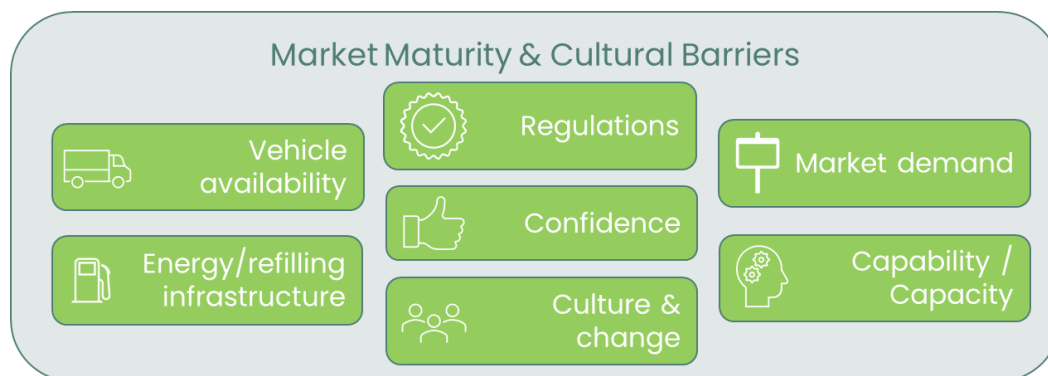 Market Maturity & Cultural Barriers
Vehicle
availability
Energy/refilling
infrastructure
Regulations
Confidence
Culture &
change
Market demand
Capability /
Capacity